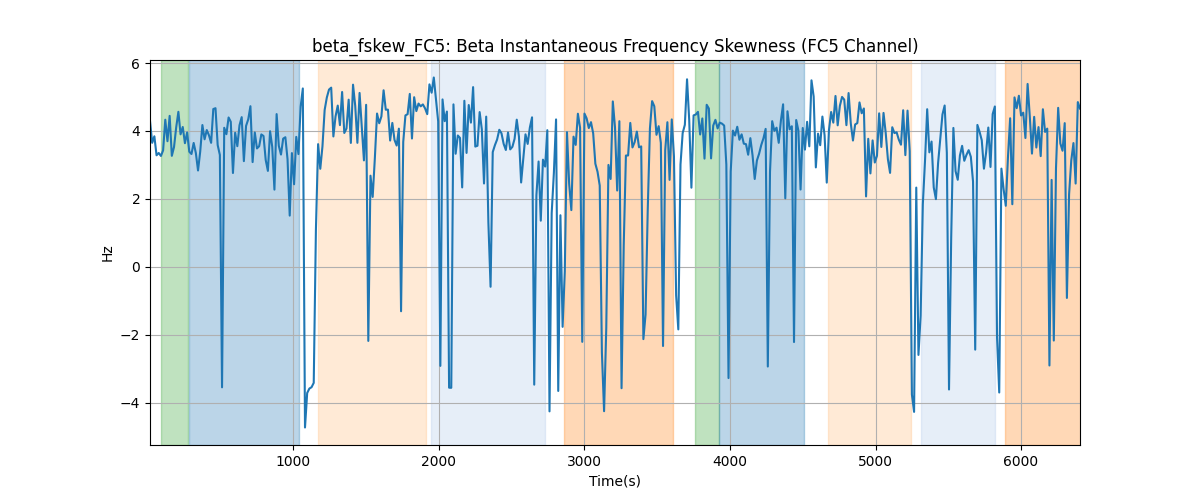 beta_fskew_FC5: Beta Instantaneous Frequency Skewness (FC5 Channel)
6
4
2
0
−2
−4
Hz
1000 2000 3000 4000 5000 6000
Time(s)